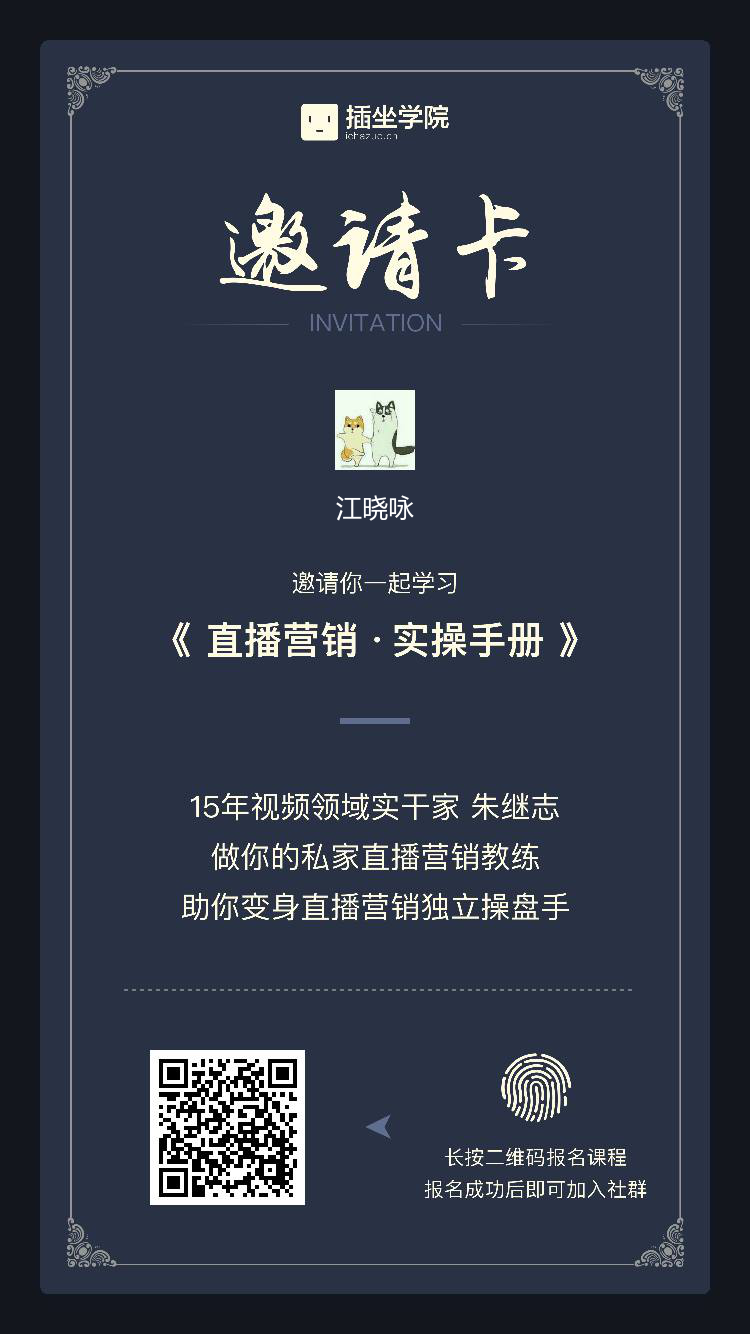 插坐学院
ichazuo.cn
邀请卡
INVITATION
江晓咏
邀请你一起学习
《 直播营销 · 实操手册 》
15年视频领域实干家 朱继志
做你的私家直播营销教练
助你变身直播营销独立操盘手
长按二维码报名课程
报名成功后即可加入社群